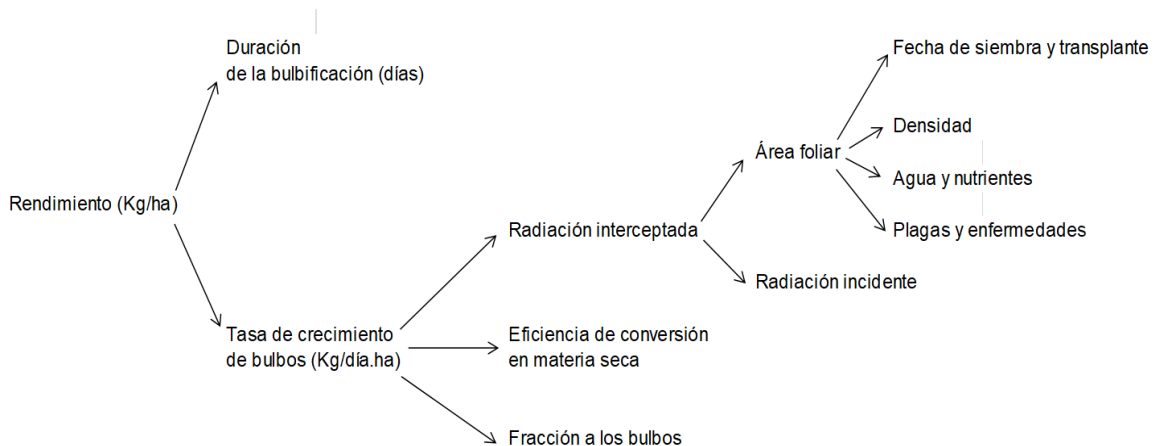 Duración
de la bulbificación (días)
Fecha de siembra y transplante
Densidad
Área foliar
Agua y nutrientes
Rendimiento (Kg/ha)
Radiación interceptada
Plagas y enfermedades
Radiación incidente
Tasa de crecimiento
de bulbos (Kg/día.ha)
Eficiencia de conversión
en materia seca
Fracción a los bulbos